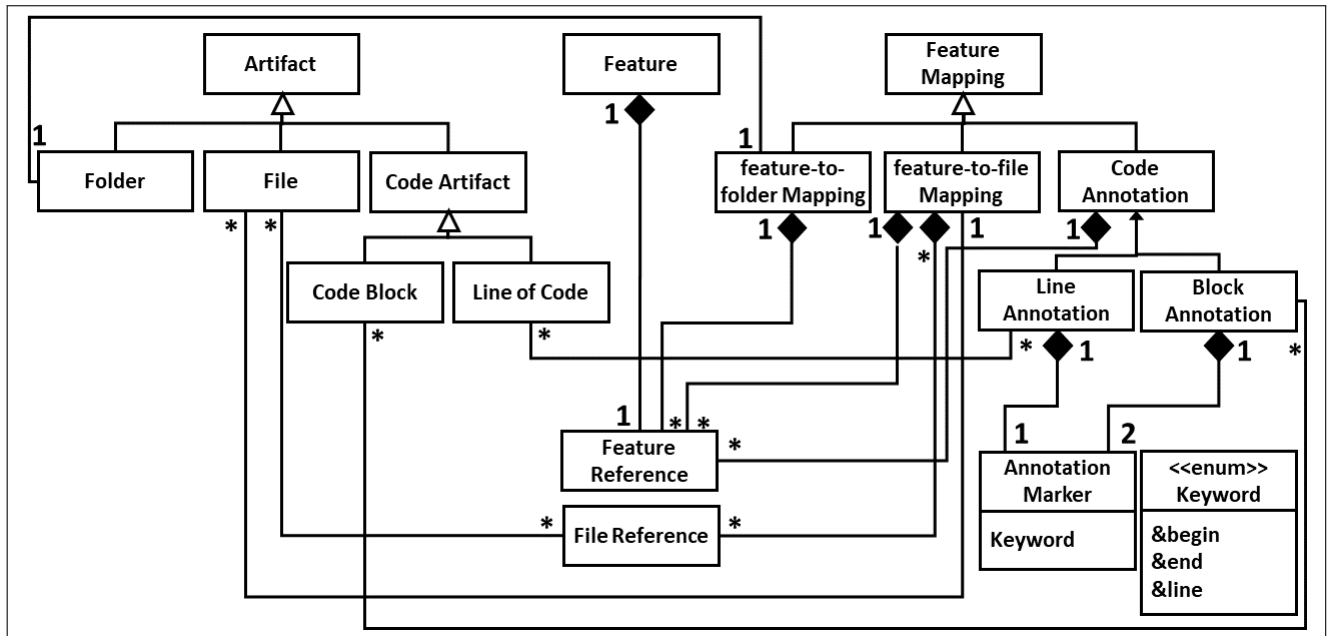 Artifact
Feature
Feature
Mapping
1
1
1
Folder
File
Code Artifact
feature-to-
folder Mapping
feature-to-file
Mapping
Code
Annotation
*
*
1
1
*
1
1
Code Block
Line of Code
Line
Annotation
Block
Annotation
*
*
*
1
1
*
1
*
*
*
1
2
Feature
Reference
Annotation
Marker
Keyword
<<enum>>
Keyword
&begin
&end
&line
*
File Reference
*